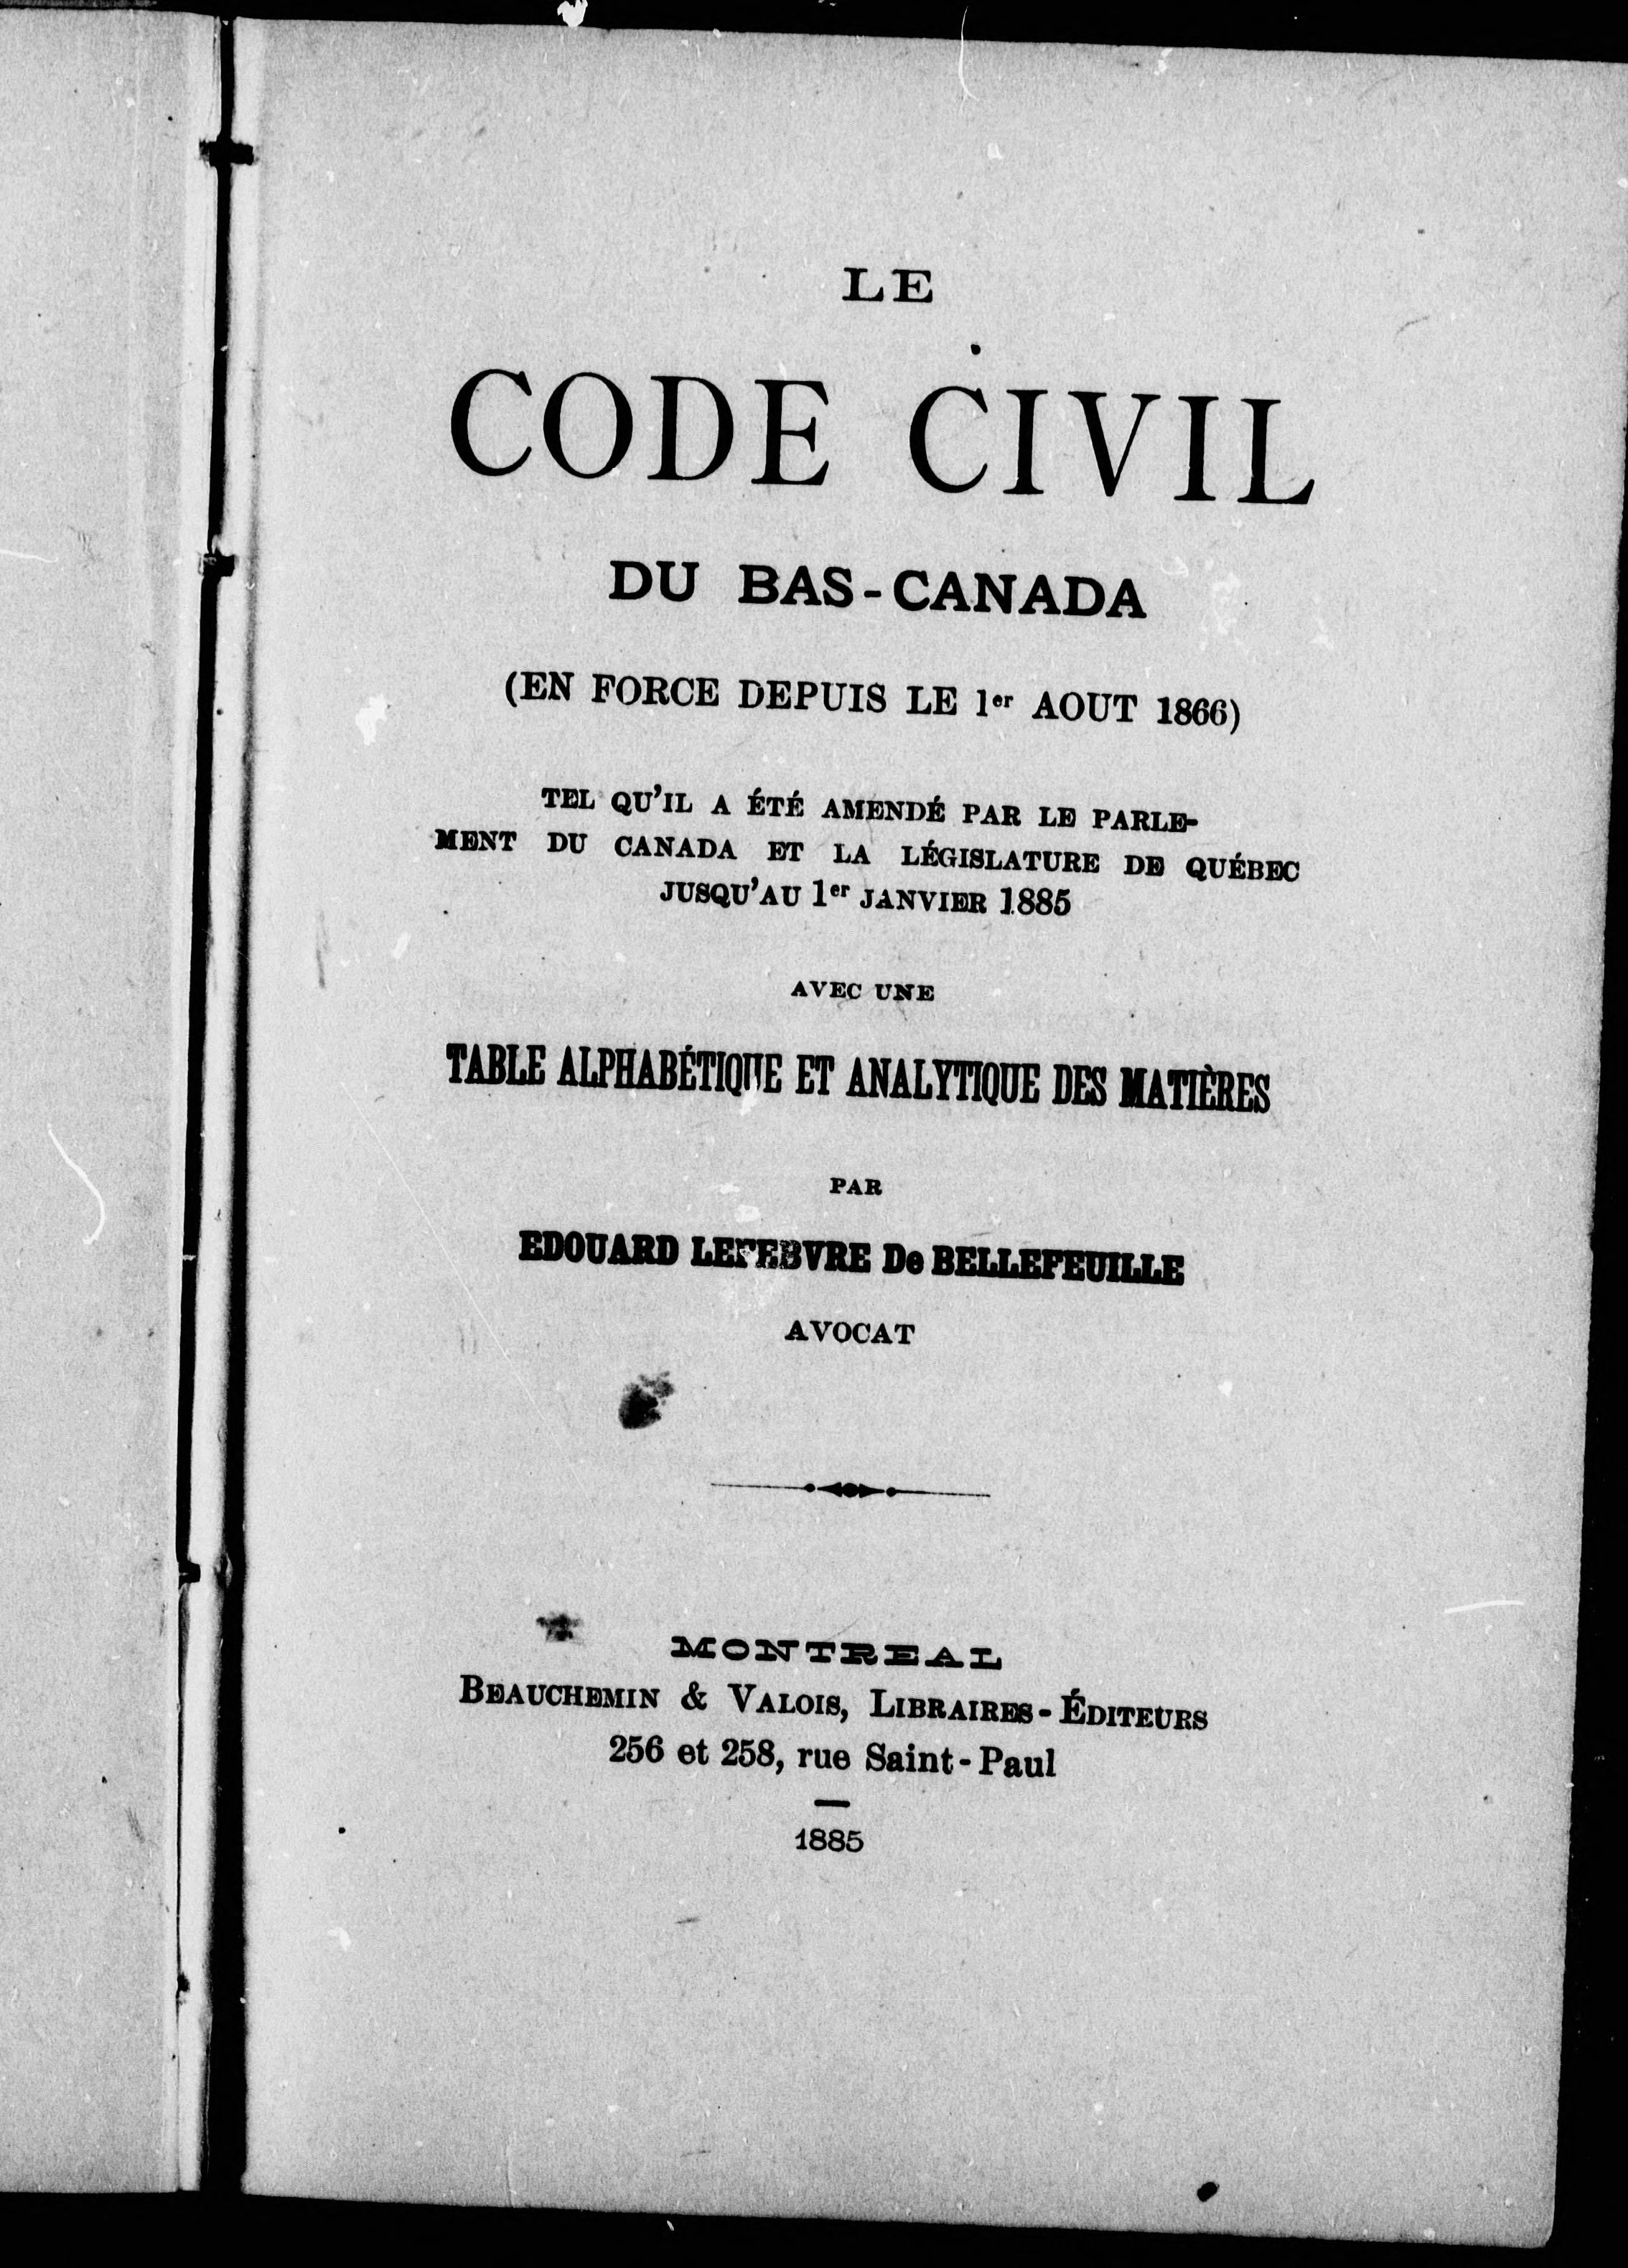 LE
CODE CIVIL
DU BAS-CANADA
(EN FORCE DEPUIS LE 1er AOUT 1866)
TEL QU'IL A ÉTÉ AMENDÉ PAR LE PARLE-
MENT DU CANADA ET LA LÉGISLATURE DE QUÉBEC
JUSQU'AU 1er JANVIER 1885
AVEC UNE
TABLE ALPHABÉTIQUE ET ANALYTIQUE DES MATIÈRES
PAR
EDOUARD LEFEBVRE De BELLEFEUILLE
AVOCAT
MONTREAL
BEAUCHEMIN & VALOIS, LIBRAIRES-ÉDITEURS
256 et 258, rue Saint-Paul
1885